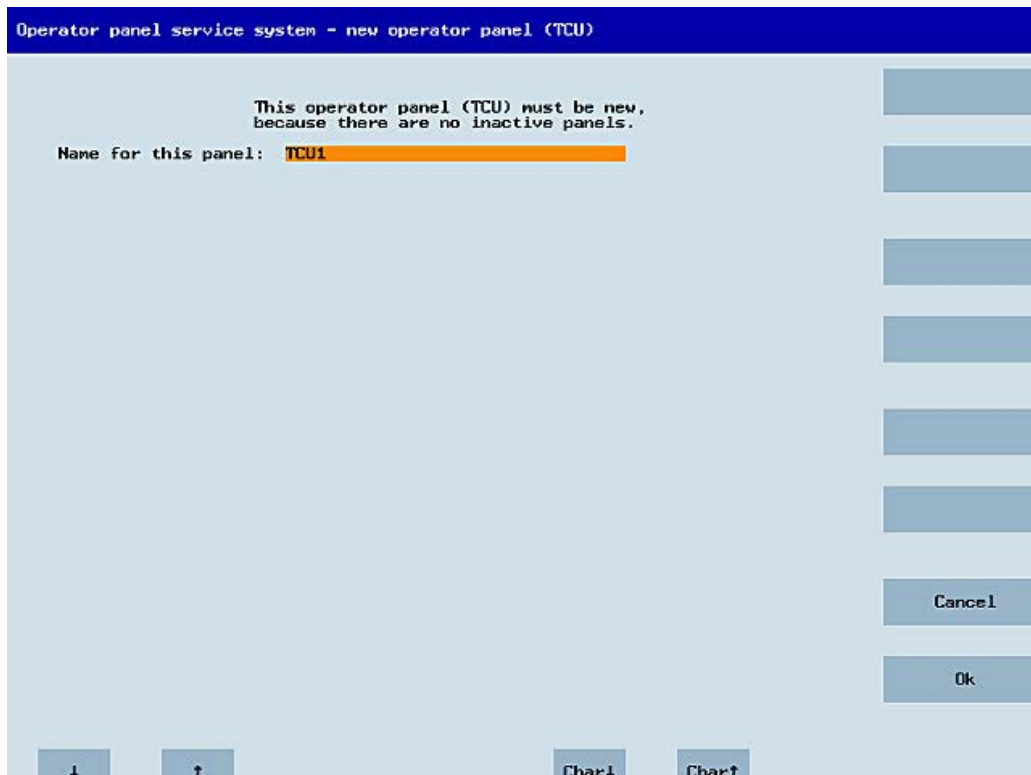 Operator panel service system - new operator panel (TCU)
This operator panel (TCU) must be new,
because there are no inactive panels.
Name for this panel: TCU1
Cancel
Ok
↓ ↑ Char↓ Char↑